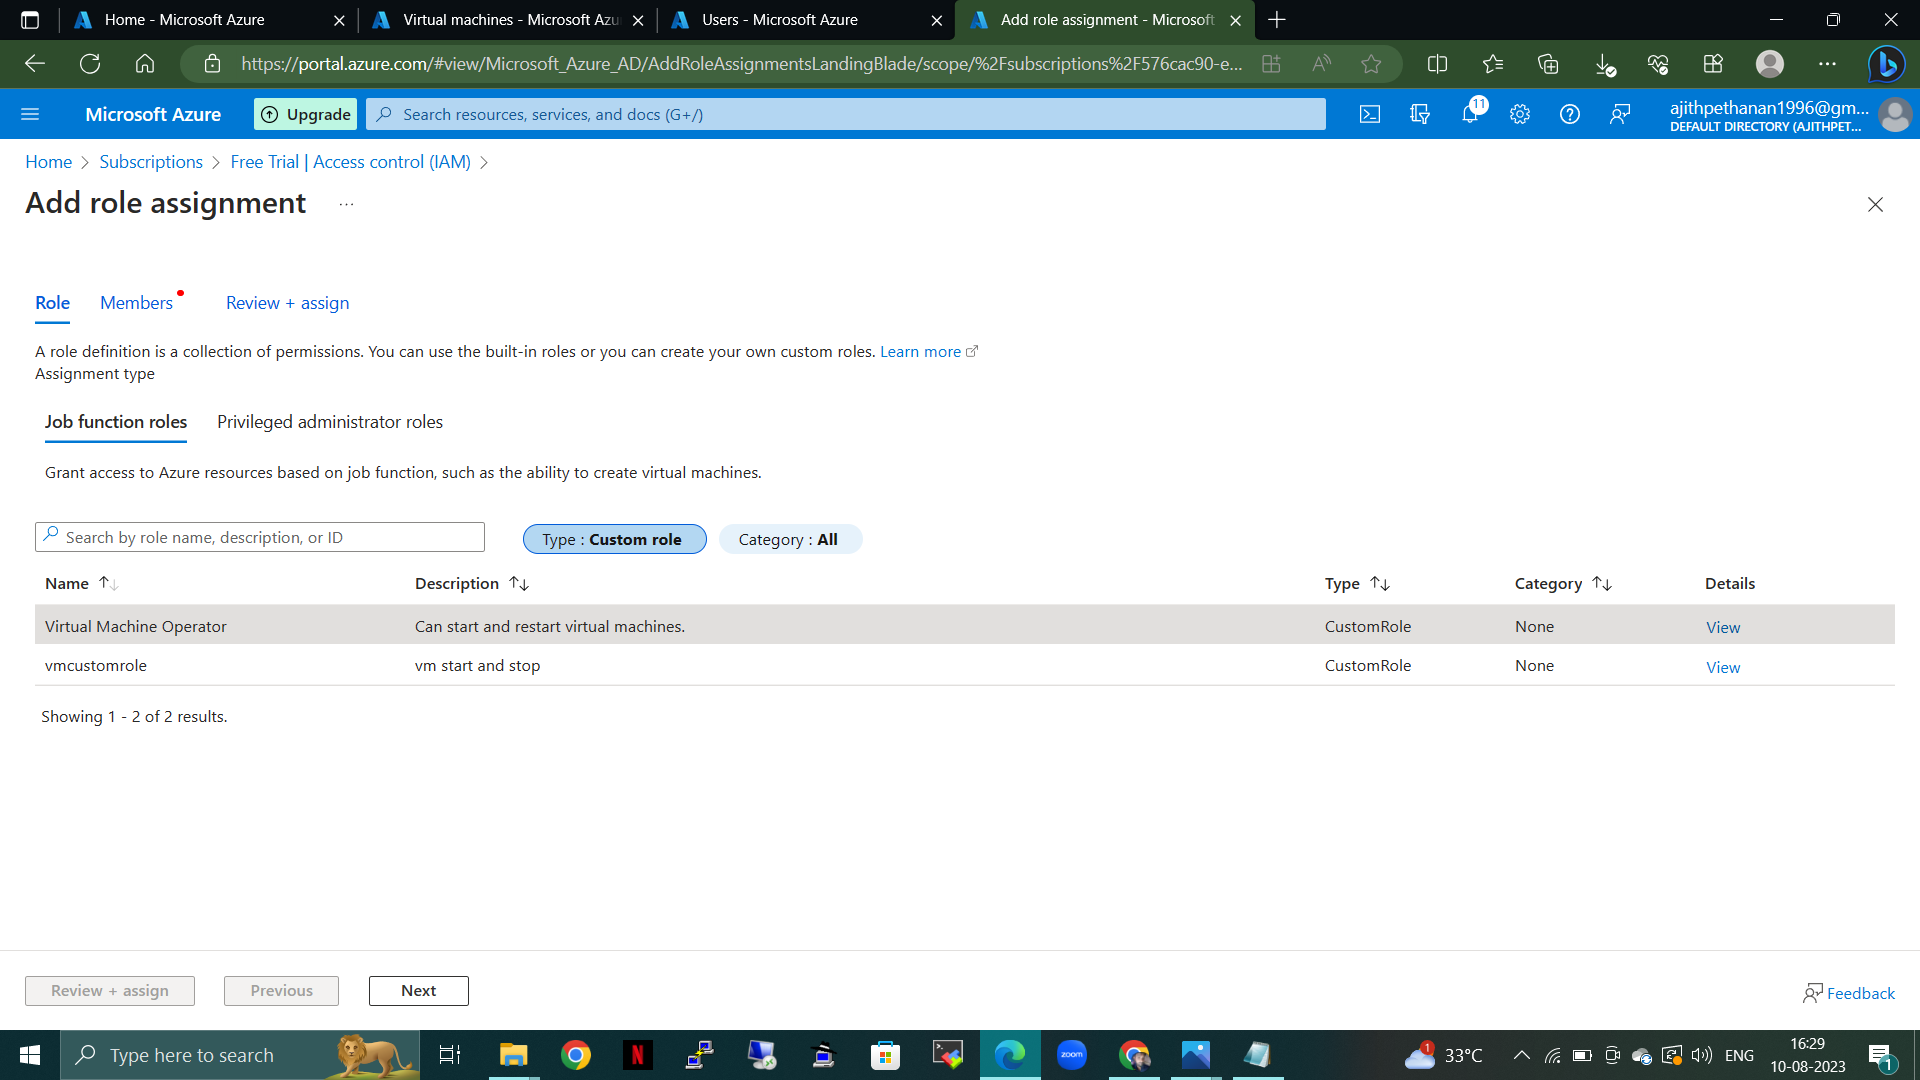 Home - Microsoft Azure
Virtual machines - Microsoft Azu
Users - Microsoft Azure
Add role assignment - Microsoft
https://portal.azure.com/#view/Microsoft_Azure_AD/AddRoleAssignmentsLandingBlade/scope/%2Fsubscriptions%2F576cac90-e...
Microsoft Azure
Upgrade
Search resources, services, and docs (G+/)
11
ajithpethanan1996@gm...
DEFAULT DIRECTORY (AJITHPET...
Home > Subscriptions > Free Trial | Access control (IAM) >
Add role assignment ...
Role Members Review + assign
A role definition is a collection of permissions. You can use the built-in roles or you can create your own custom roles. Learn more
Assignment type
Job function roles Privileged administrator roles
Grant access to Azure resources based on job function, such as the ability to create virtual machines.
Search by role name, description, or ID
Type : Custom role
Category : All
Name Description Type Category Details
Virtual Machine Operator Can start and restart virtual machines. CustomRole None View
vmcustomrole vm start and stop CustomRole None View
Showing 1 - 2 of 2 results.
Review + assign Previous Next
Feedback
Type here to search
N
zoom
1
33°C
ENG
16:29
10-08-2023
1